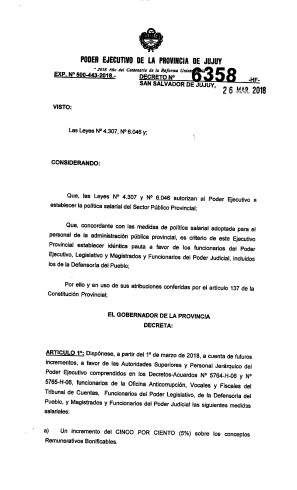 PODER EJECUTIVO DE LA PROVINCIA DE JUJUY
" 2018 Año del Centenario de la Reforma
EXP. Nº 500-443-2018.-
DECRETO Nº 6358 -HF-
SAN SALVADOR DE JUJUY, 26 MAR. 2018
VISTO:
Las Leyes Nº 4.307, Nº 6.046 y;
CONSIDERANDO:
Que, las Leyes Nº 4.307 y Nº 6.046 autorizan al Poder Ejecutivo a
establecer la política salarial del Sector Público Provincial;
Que, concordante con las medidas de política salarial adoptada para el
personal de la administración pública provincial, es criterio de este Ejecutivo
Provincial establecer idéntica pauta a favor de los funcionarios del Poder
Ejecutivo, Legislativo y Magistrados y Funcionarios del Poder Judicial, incluidos
los de la Defensoría del Pueblo;
Por ello y en uso de sus atribuciones conferidas por el artículo 137 de la
Constitución Provincial;
EL GOBERNADOR DE LA PROVINCIA
DECRETA:
ARTICULO 1º: Dispónese, a partir del 1º de marzo de 2018, a cuenta de futuros
incrementos, a favor de las Autoridades Superiores y Personal Jerárquico del
Poder Ejecutivo comprendidos en los Decretos-Acuerdos Nº 5764-H-06 y Nº
5765-H-06, funcionarios de la Oficina Anticorrupción, Vocales y Fiscales del
Tribunal de Cuentas, Funcionarios del Poder Legislativo, de la Defensoría del
Pueblo, y Magistrados y Funcionarios del Poder Judicial las siguientes medidas
salariales:
a) Un incremento del CINCO POR CIENTO (5%) sobre los conceptos
Remunerativos Bonificables.